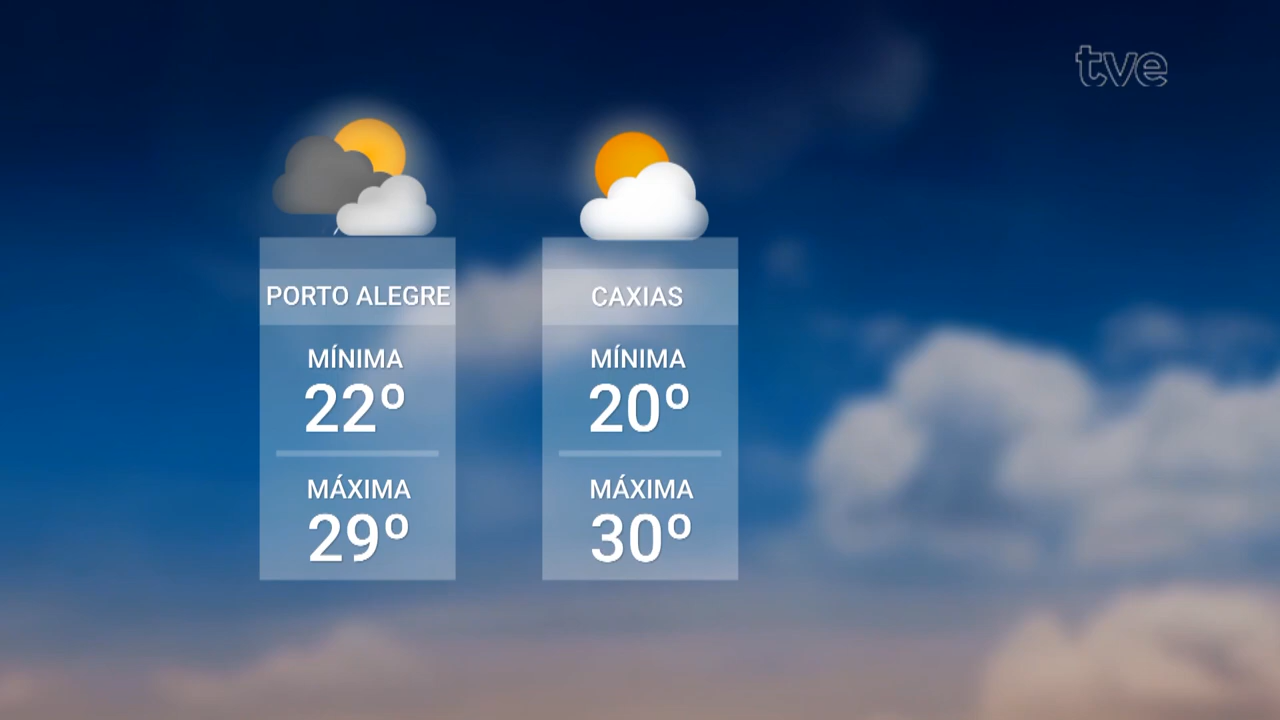 tve
PORTO ALEGRE
MÍNIMA
22º
MÁXIMA
29º
CAXIAS
MÍNIMA
20º
MÁXIMA
30º